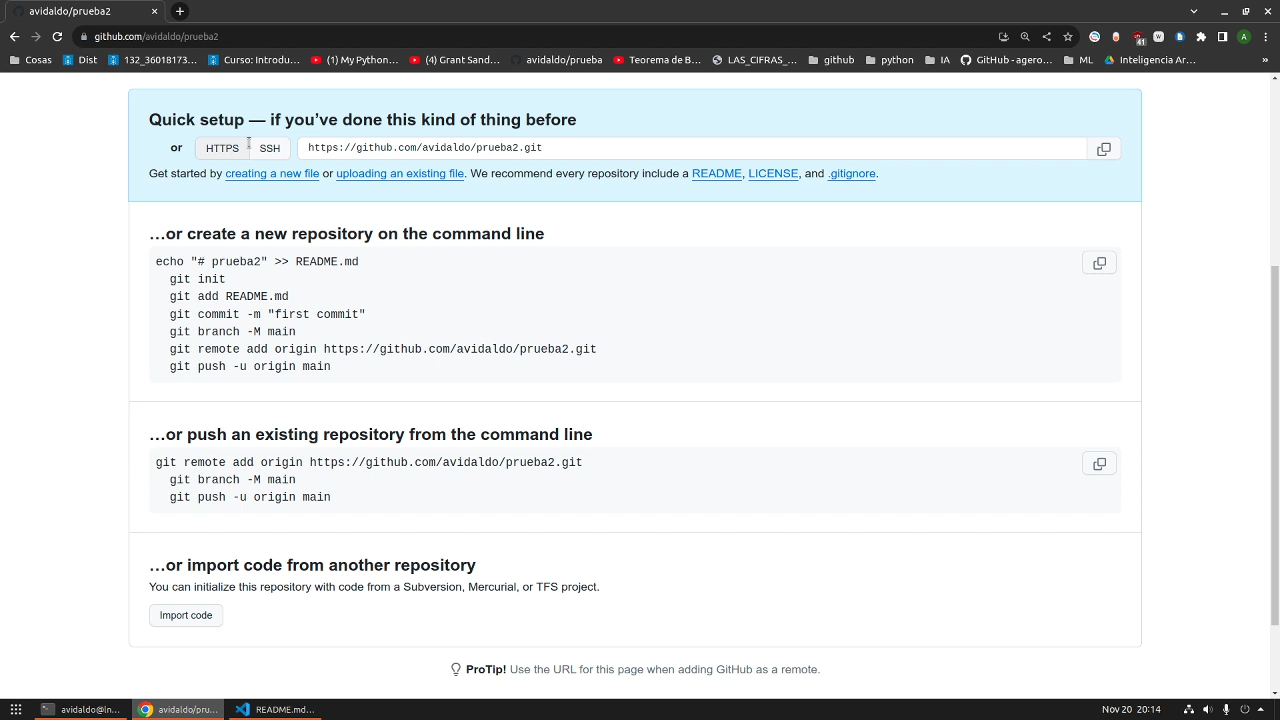 avidaldo/prueba2
github.com/avidaldo/prueba2
41
A
Cosas
Dist
132_36018173...
Curso: Introdu...
(1) My Python...
(4) Grant Sand...
avidaldo/prueba
Teorema de B...
LAS_CIFRAS_...
github
python
IA
GitHub - agero...
ML
Inteligencia Ar...
»
Quick setup — if you’ve done this kind of thing before
or
HTTPS
SSH
https://github.com/avidaldo/prueba2.git
Get started by creating a new file or uploading an existing file. We recommend every repository include a README, LICENSE, and .gitignore.
…or create a new repository on the command line
echo "# prueba2" >> README.md
git init
git add README.md
git commit -m "first commit"
git branch -M main
git remote add origin https://github.com/avidaldo/prueba2.git
git push -u origin main
…or push an existing repository from the command line
git remote add origin https://github.com/avidaldo/prueba2.git
git branch -M main
git push -u origin main
…or import code from another repository
You can initialize this repository with code from a Subversion, Mercurial, or TFS project.
Import code
ProTip! Use the URL for this page when adding GitHub as a remote.
avidaldo@ln...
avidaldo/pru...
README.md...
Nov 20 20:14